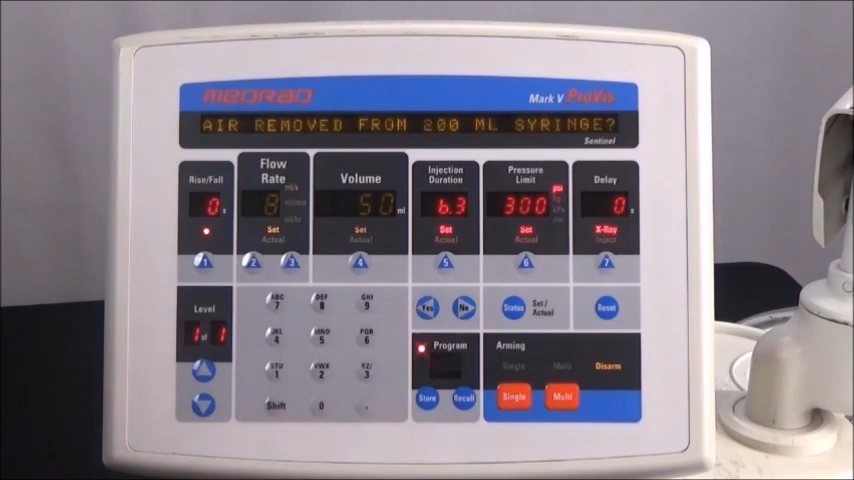 MEDRAD
Mark V ProVis
AIR REMOVED FROM 200 ML SYRINGE?
Sentinel
Rise/Fall
0 s
1
Flow
Rate
8
ml/s
ml/min
ml/hr
Set
Actual
2 3
Volume
50 ml
Set
Actual
4
Injection
Duration
6.3
Set
Actual
5
Pressure
Limit
300 psi
kg
kPa
Set
Actual
6
Delay
0 s
X-Ray
Inject
7
Level
1 of 1
ABC
7
DEF
8
GHI
9
JKL
4
MNO
5
PQR
6
STU
1
VWX
2
YZ/
3
Shift
0
.
Yes
No
Status
Set/
Actual
Reset
Program
Store
Recall
Arming
Single
Multi
Disarm
Single
Multi